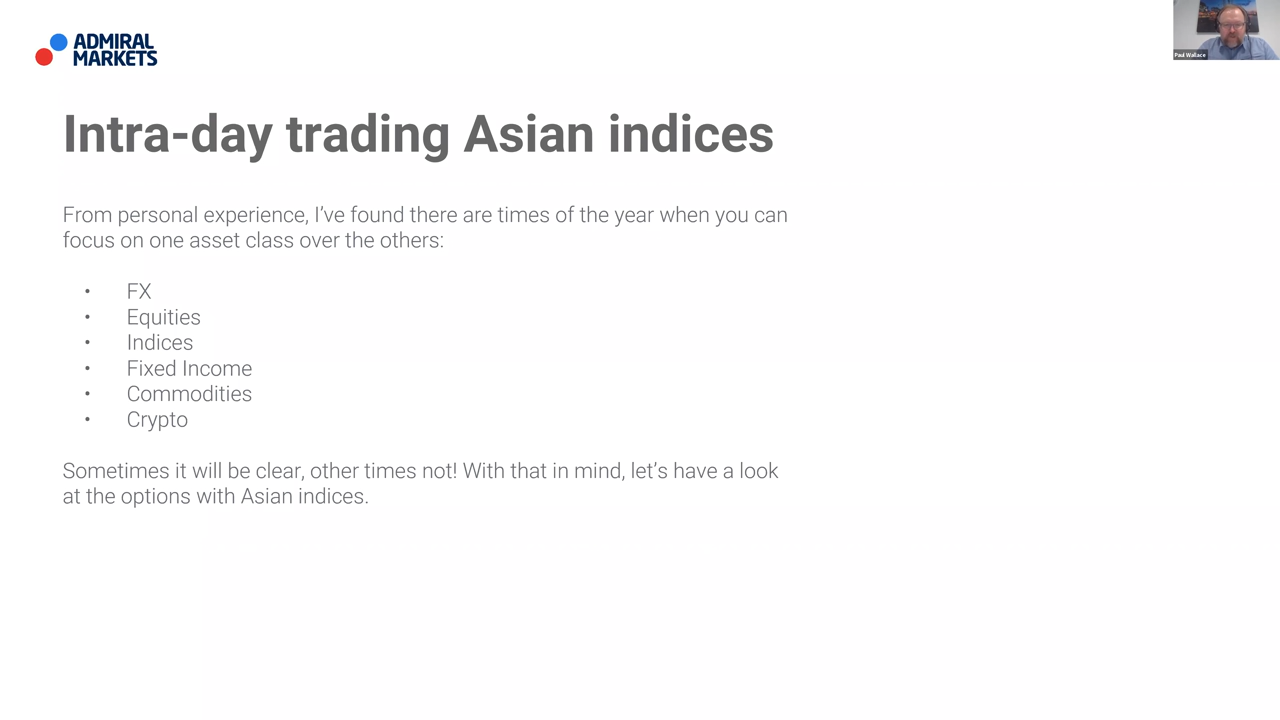 ADMIRAL
MARKETS
Paul Wallace
Intra-day trading Asian indices
From personal experience, I’ve found there are times of the year when you can
focus on one asset class over the others:
• FX
• Equities
• Indices
• Fixed Income
• Commodities
• Crypto
Sometimes it will be clear, other times not! With that in mind, let’s have a look
at the options with Asian indices.